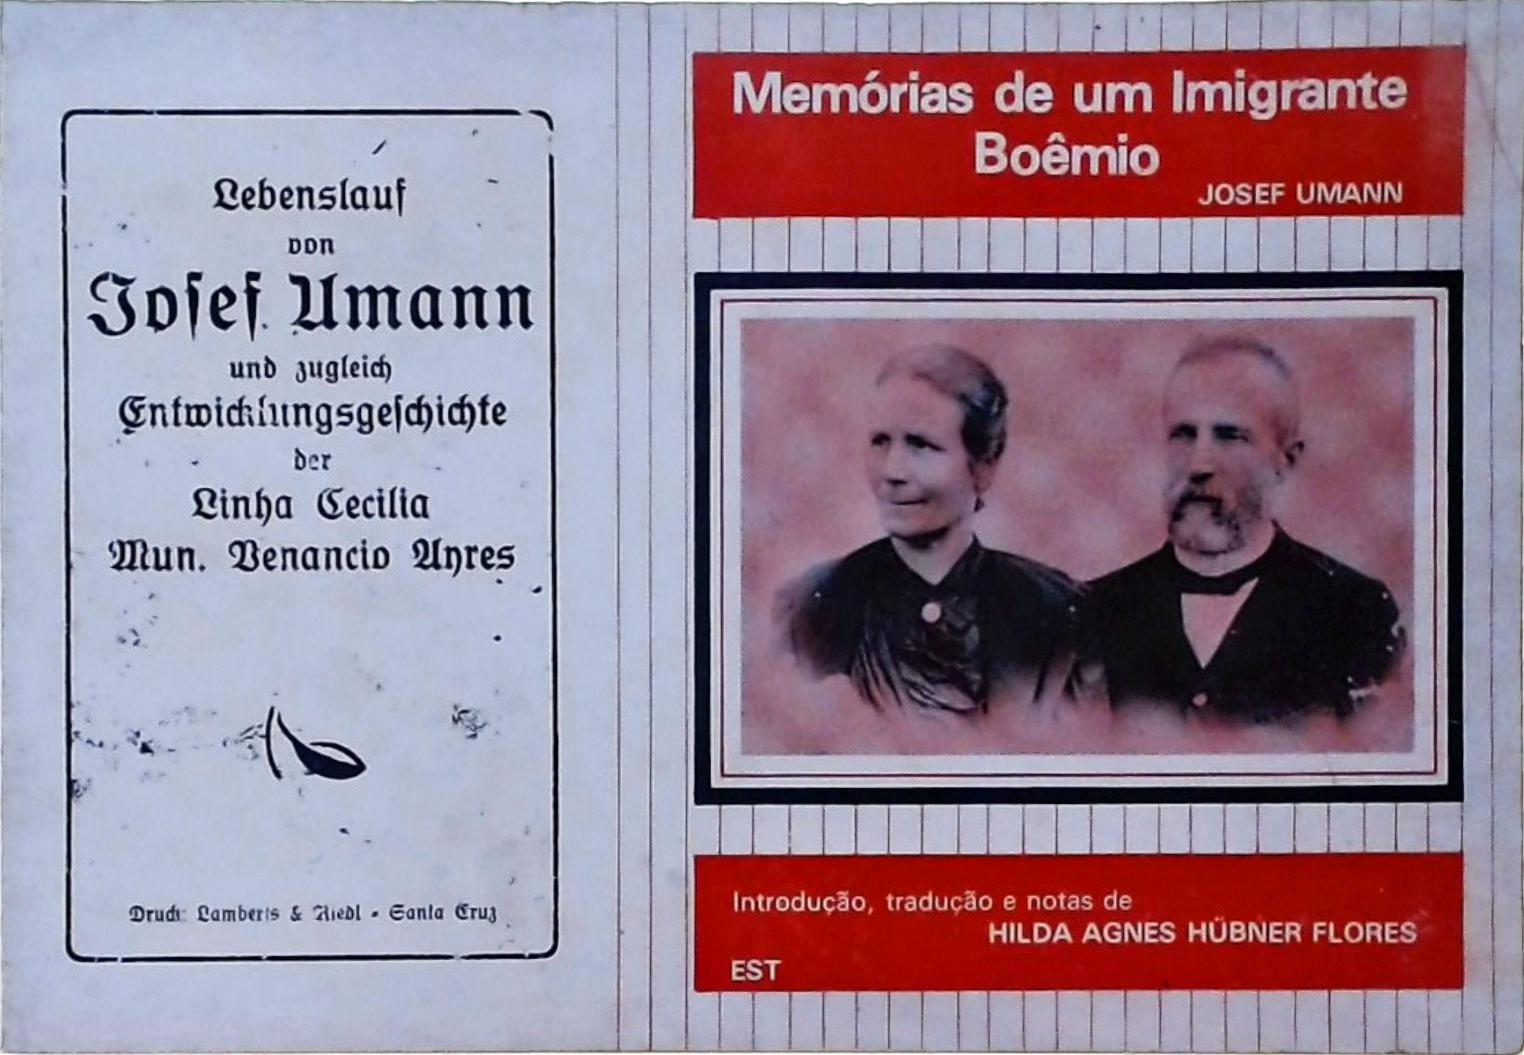 Lebenslauf
von
Josef Umann
und zugleich
Entwicklungsgeschichte
der
Linha Cecilia
Mun. Venancio Ayres
Druck: Lamberts & Riedl - Santa Cruz
Memórias de um Imigrante
Boêmio
JOSEF UMANN
Introdução, tradução e notas de
HILDA AGNES HÜBNER FLORES
EST